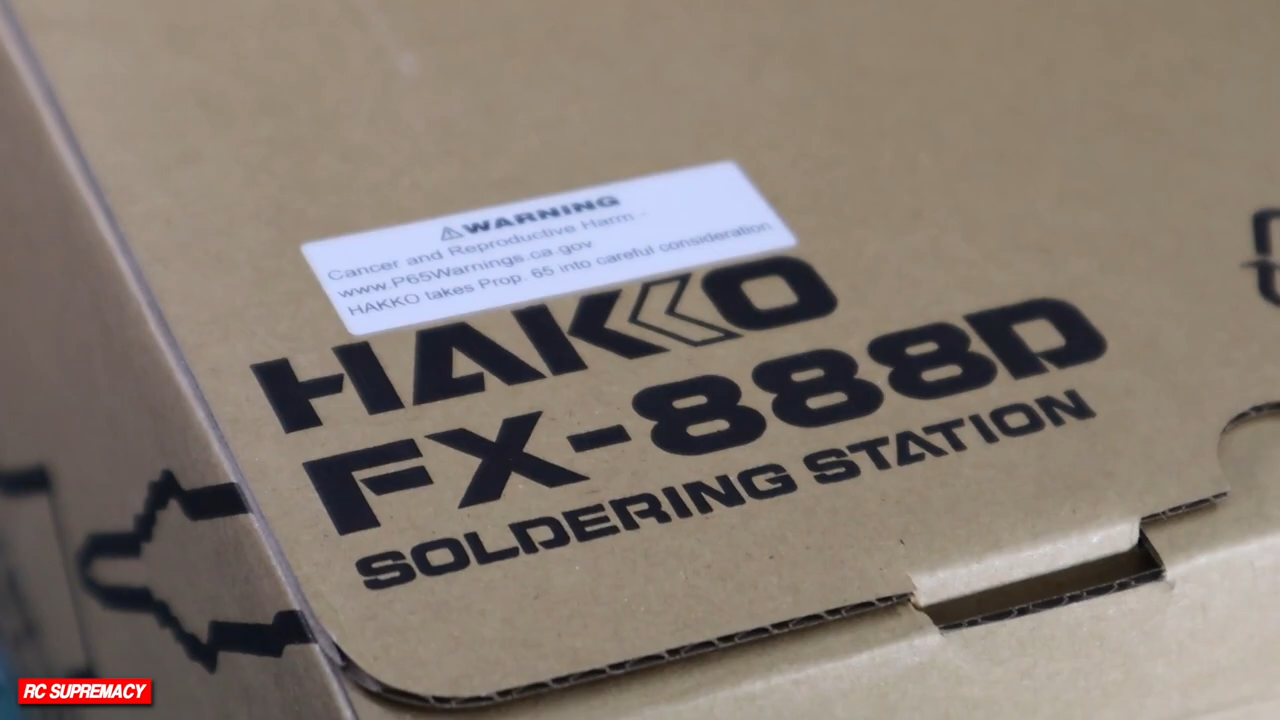 ⚠WARNING
Cancer and Reproductive Harm -
www.P65Warnings.ca.gov
HAKKO takes Prop. 65 into careful consideration
HAKKO
FX-888D
SOLDERING STATION
RC SUPREMACY